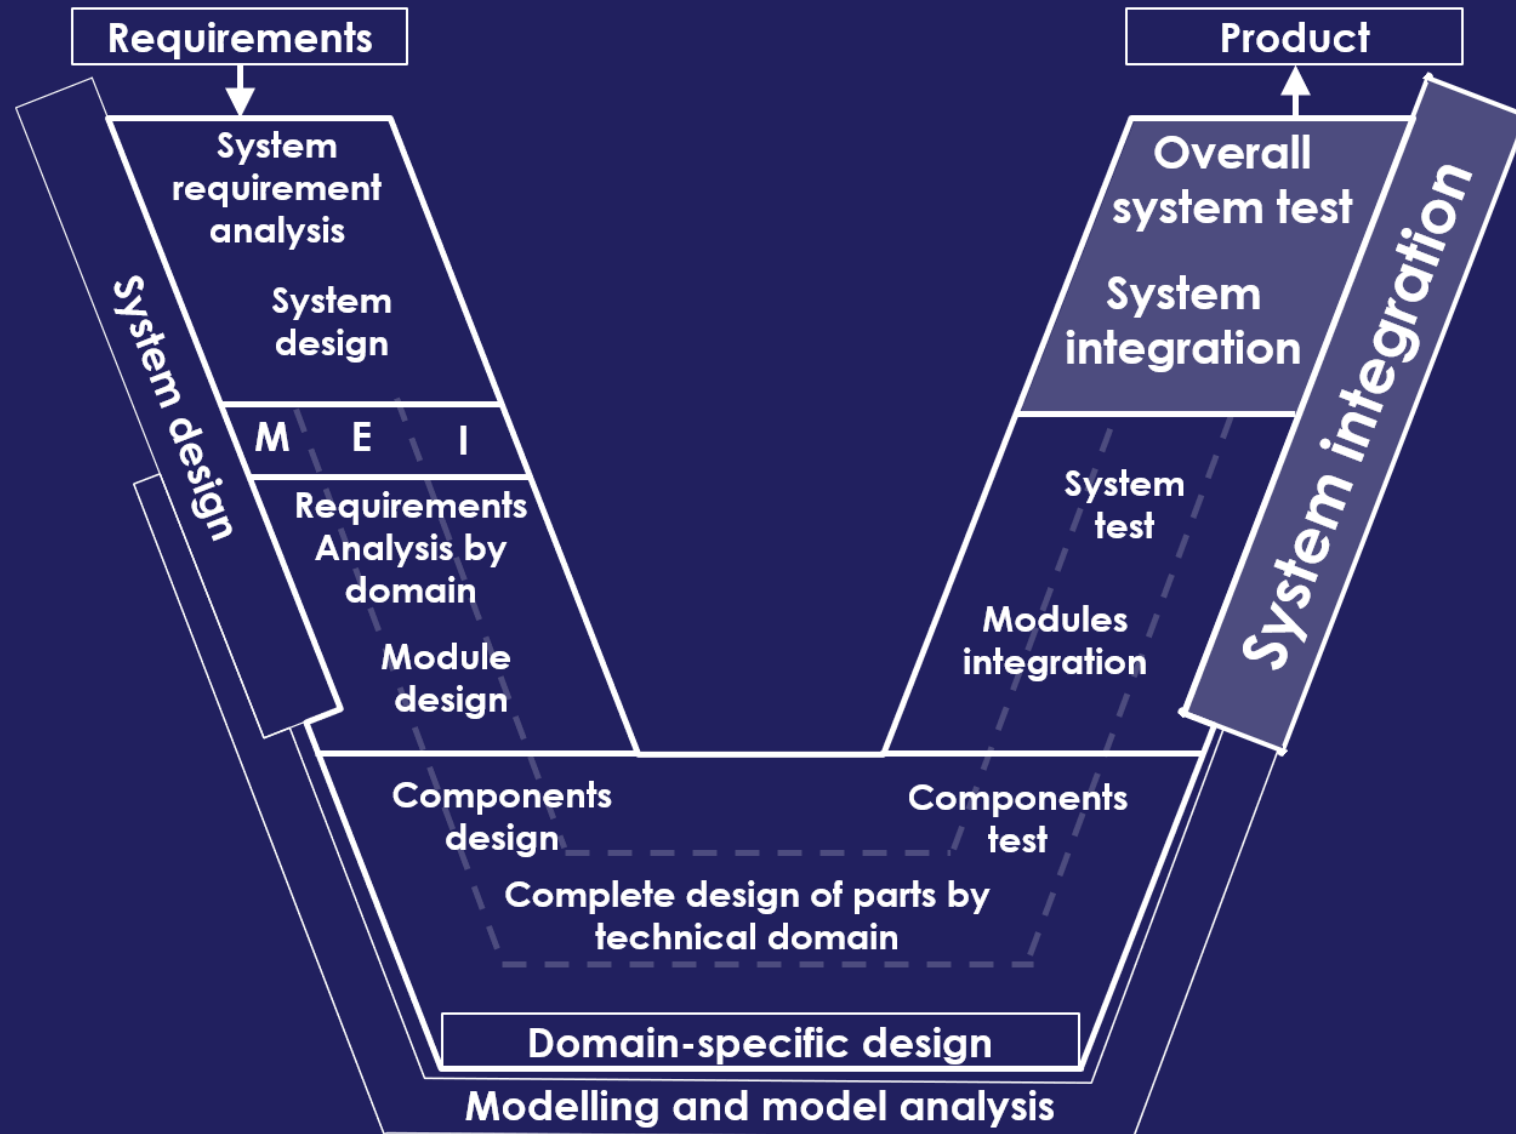 Requirements
Product
System
requirement
analysis
System
design
System design
M E I
Requirements
Analysis by
domain
Module
design
Components
design
Complete design of parts by
technical domain
Components
test
Modules
integration
System
test
System
integration
Overall
system test
System integration
Domain-specific design
Modelling and model analysis